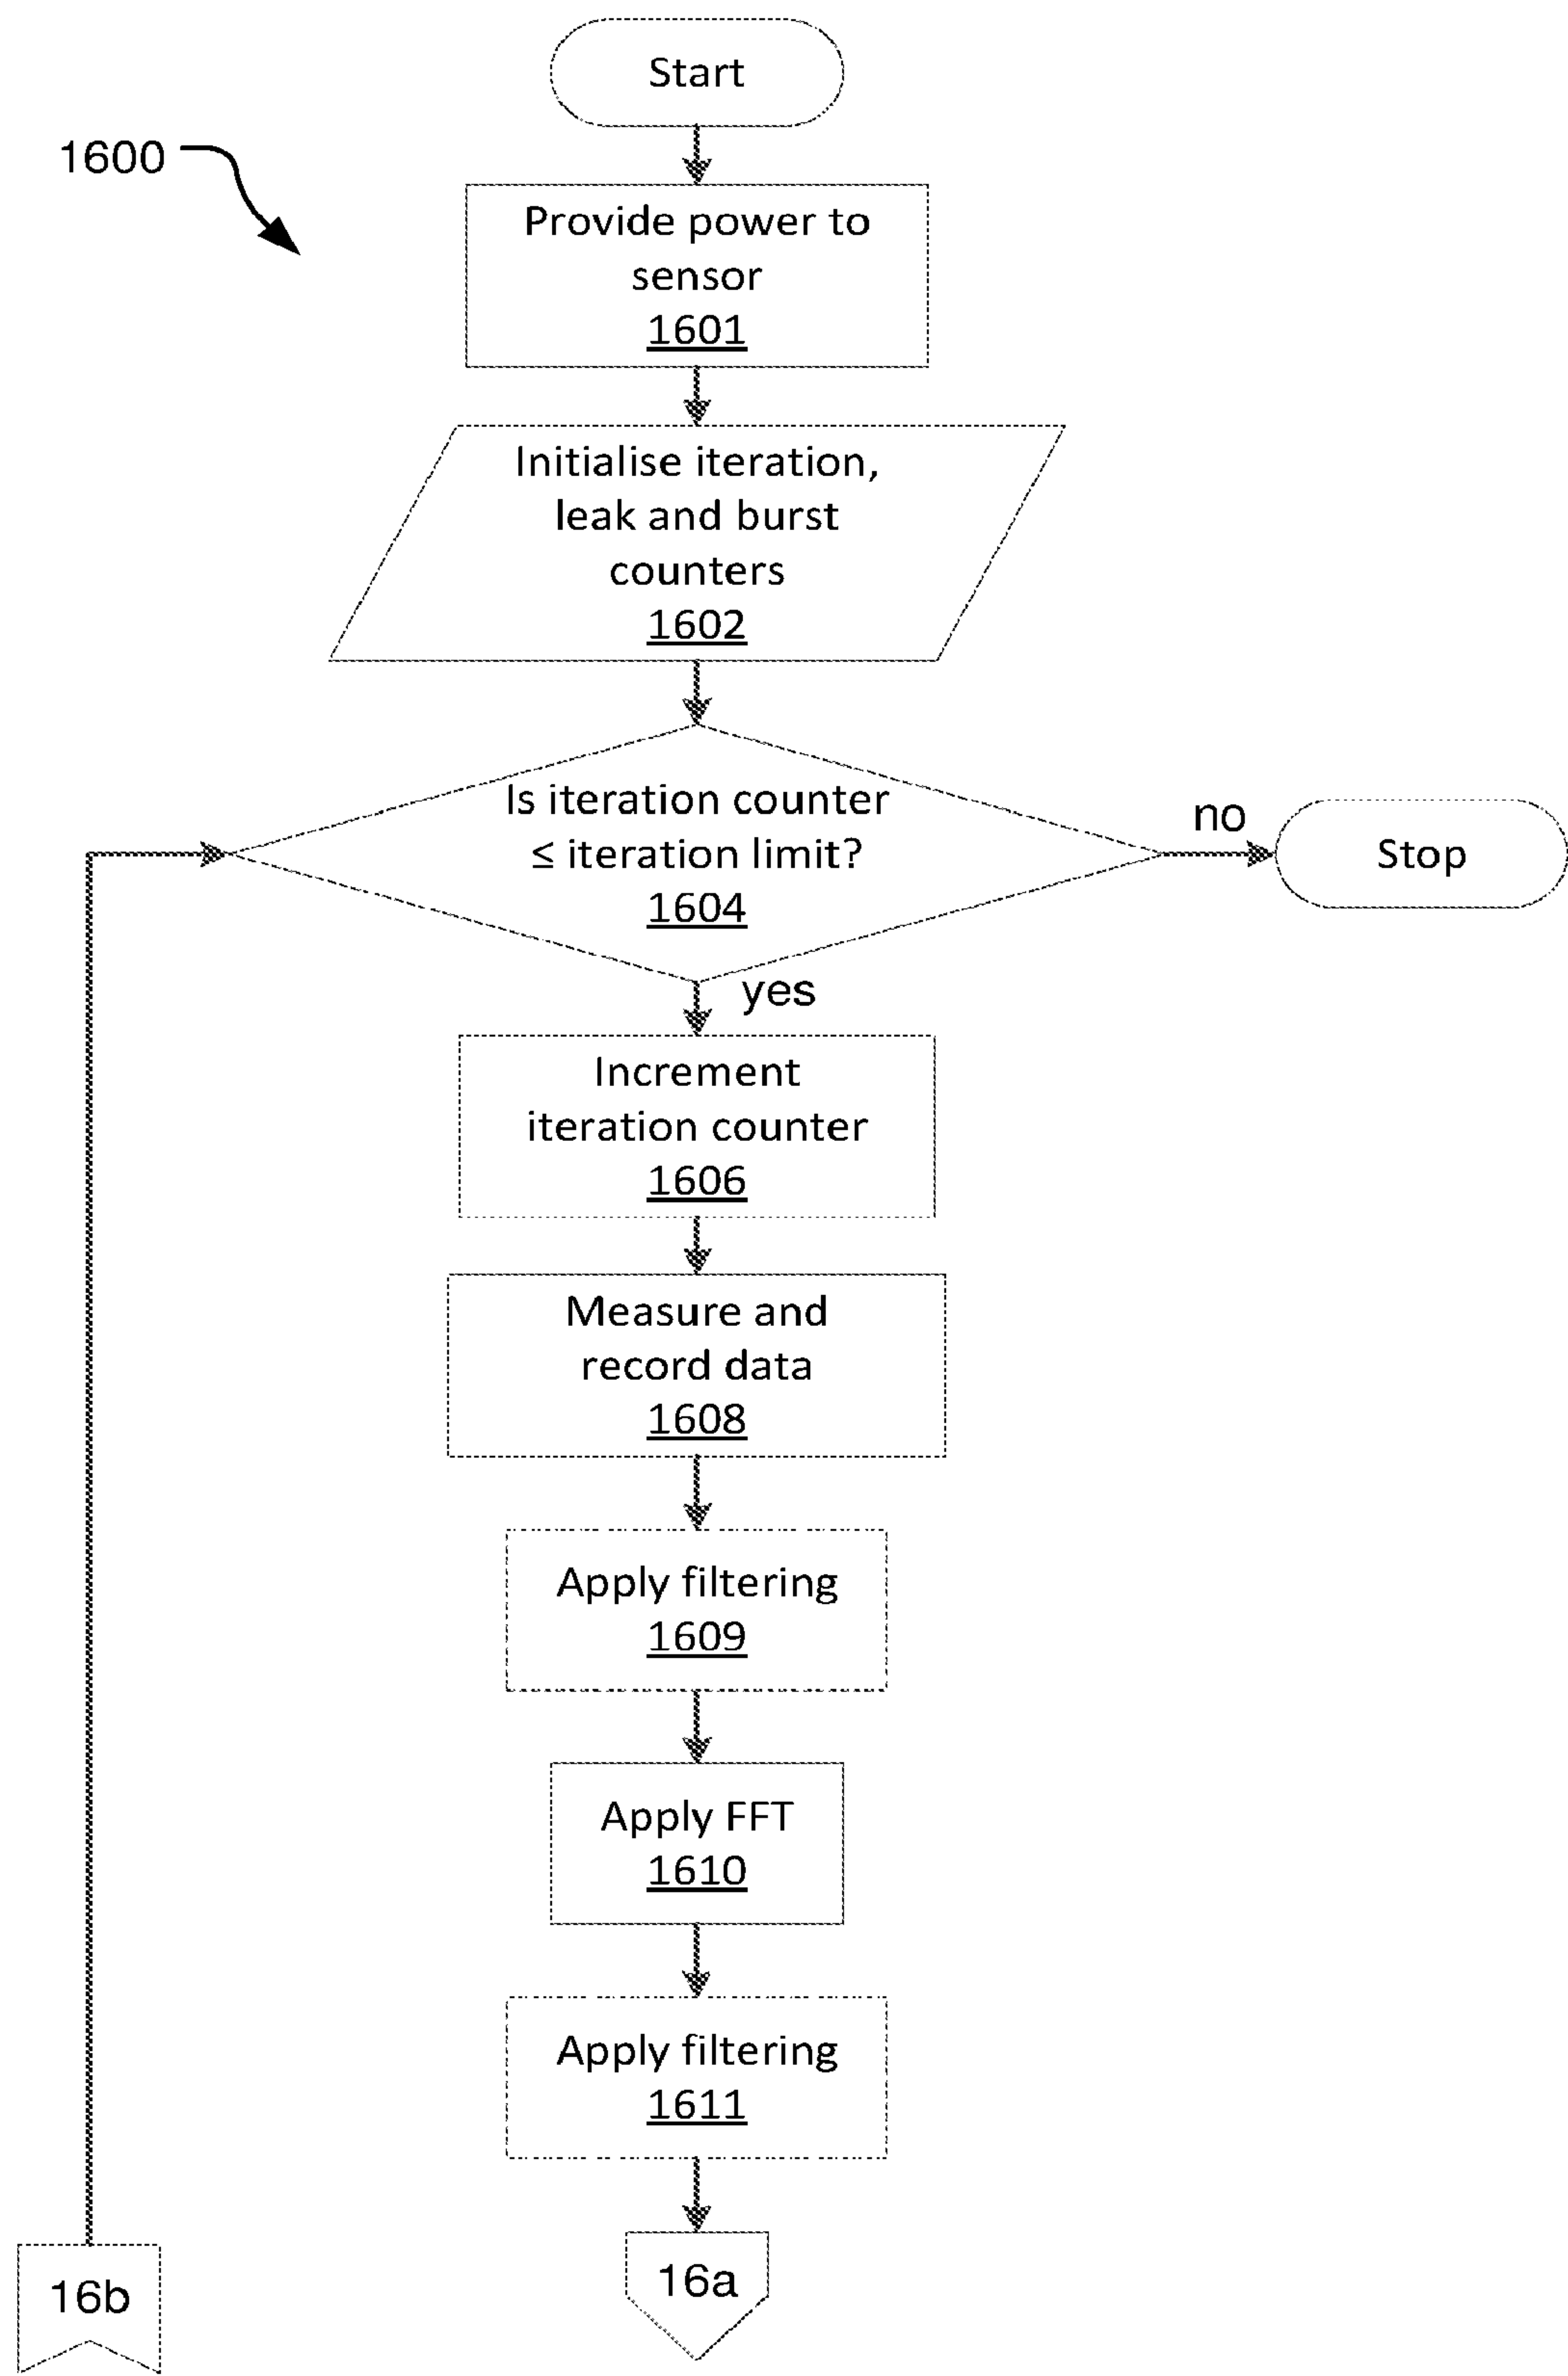 Start
1600
Provide power to
sensor
1601
Initialise iteration,
leak and burst
counters
1602
Is iteration counter
≤ iteration limit?
1604
no
Stop
yes
Increment
iteration counter
1606
Measure and
record data
1608
Apply filtering
1609
Apply FFT
1610
Apply filtering
1611
16b
16a